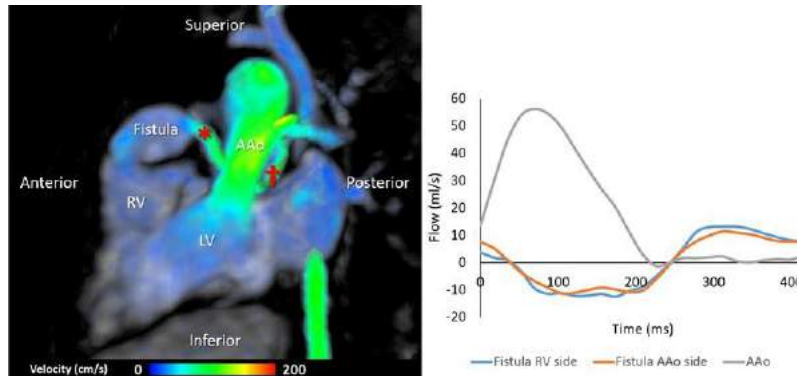 Superior
Fistula
*
AAo
Anterior
†
Posterior
RV
LV
Inferior
Velocity (cm/s) 0 200
Flow (ml/s)
60
50
40
30
20
10
0
-10
-20
0 100 200 300 400
Time (ms)
Fistula RV side Fistula AAo side AAo